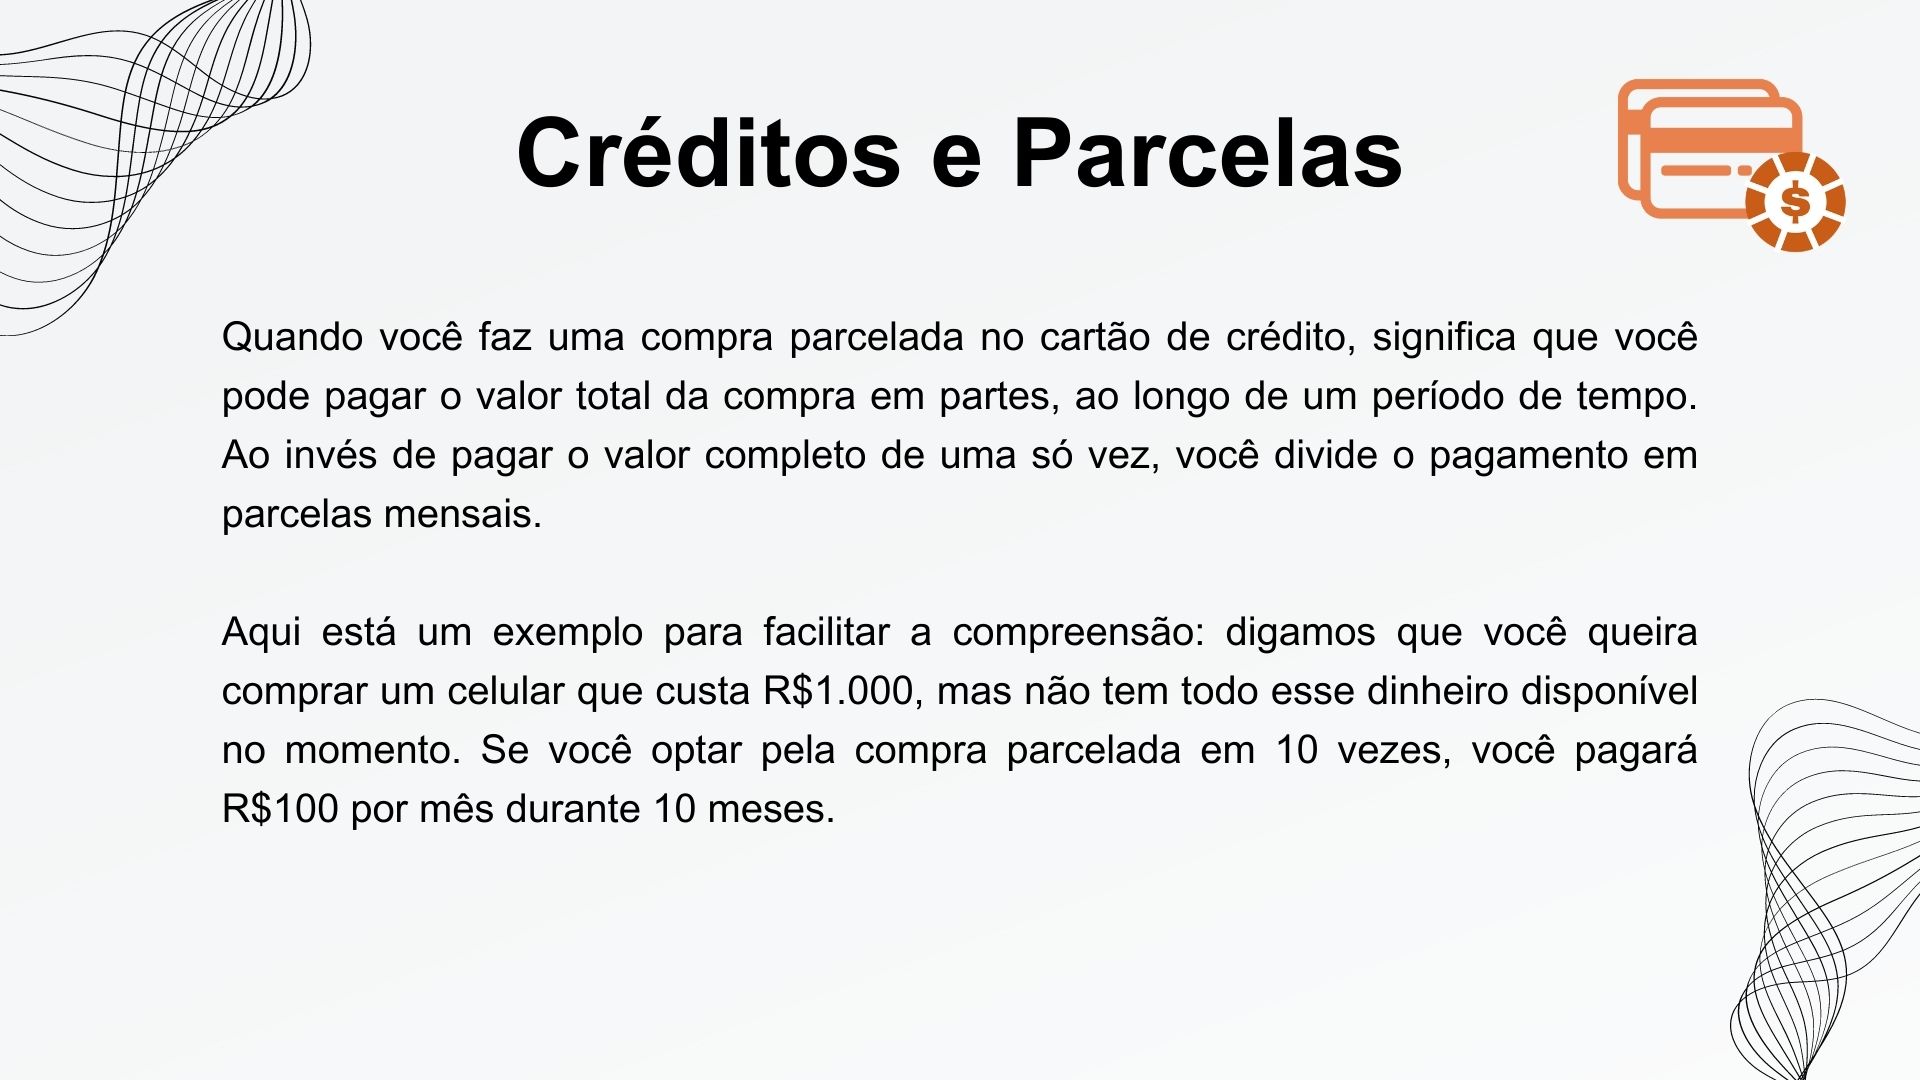 Créditos e Parcelas
$
Quando você faz uma compra parcelada no cartão de crédito, significa que você
pode pagar o valor total da compra em partes, ao longo de um período de tempo.
Ao invés de pagar o valor completo de uma só vez, você divide o pagamento em
parcelas mensais.
Aqui está um exemplo para facilitar a compreensão: digamos que você queira
comprar um celular que custa R$1.000, mas não tem todo esse dinheiro disponível
no momento. Se você optar pela compra parcelada em 10 vezes, você pagará
R$100 por mês durante 10 meses.